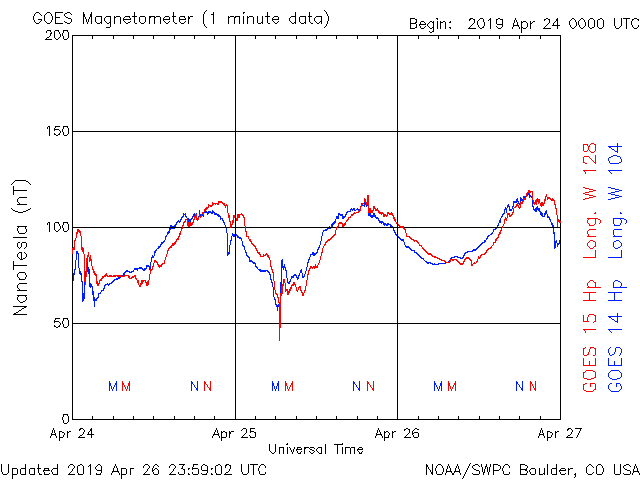 GOES Magnetometer (1 minute data)
Begin: 2019 Apr 24 0000 UTC
200
150
100
50
0
NanoTesla (nT)
M M N N M M N N M M N N
Apr 24 Apr 25 Apr 26 Apr 27
Universal Time
GOES 15 Hp Long. W 128
GOES 14 Hp Long. W 104
Updated 2019 Apr 26 23:59:02 UTC
NOAA/SWPC Boulder, CO USA